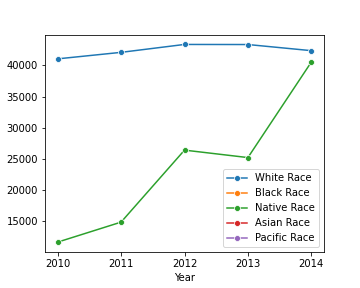 40000
35000
30000
25000
20000
15000
2010 2011 2012 2013 2014
Year
White Race
Black Race
Native Race
Asian Race
Pacific Race